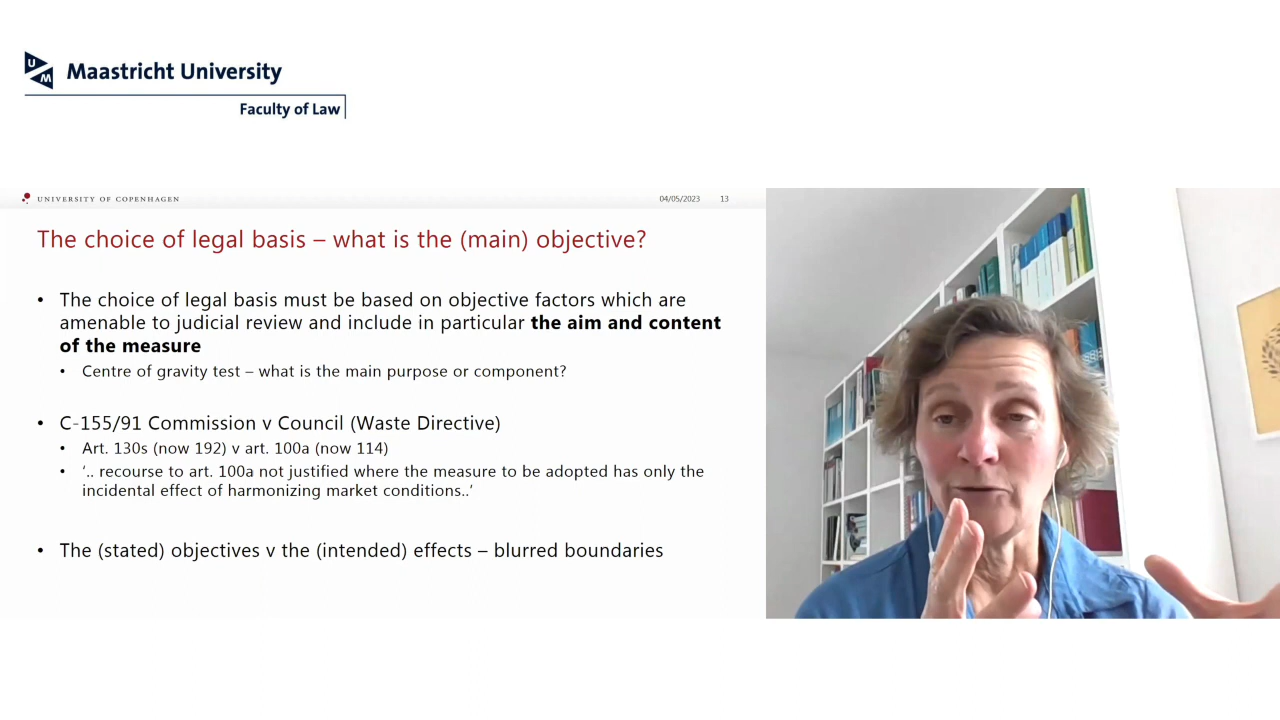 U
M
Maastricht University
Faculty of Law
UNIVERSITY OF COPENHAGEN
04/05/2023 13
The choice of legal basis – what is the (main) objective?
• The choice of legal basis must be based on objective factors which are
amenable to judicial review and include in particular the aim and content
of the measure
• Centre of gravity test – what is the main purpose or component?
• C-155/91 Commission v Council (Waste Directive)
• Art. 130s (now 192) v art. 100a (now 114)
• ‘.. recourse to art. 100a not justified where the measure to be adopted has only the
incidental effect of harmonizing market conditions..’
• The (stated) objectives v the (intended) effects – blurred boundaries